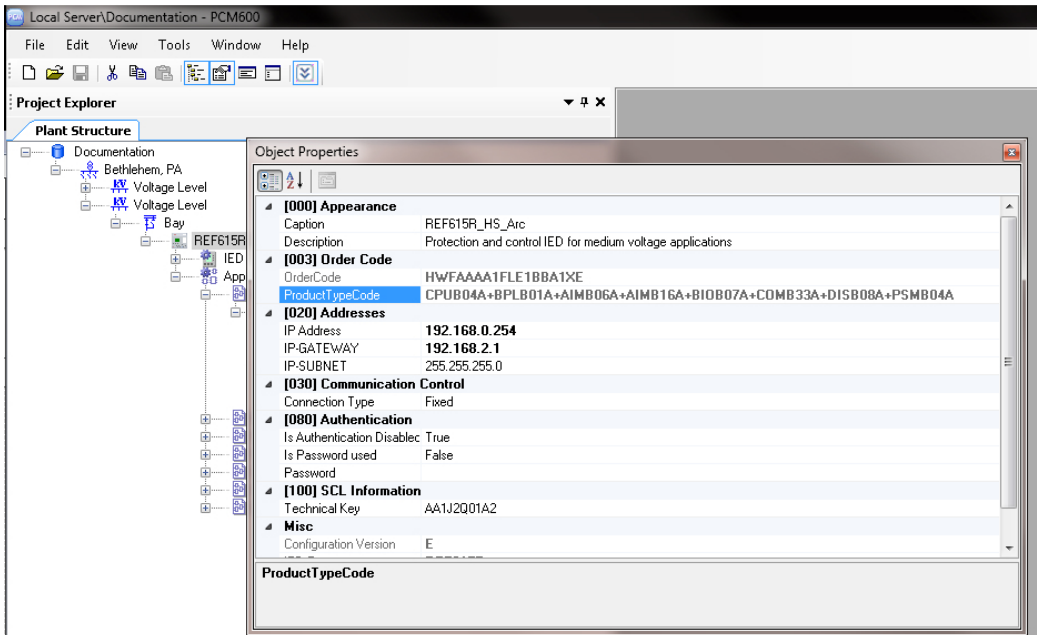 Local Server\Documentation - PCM600
File Edit View Tools Window Help
Project Explorer
Plant Structure
Documentation
Bethlehem, PA
Voltage Level
Voltage Level
Bay
REF615R
IED
App
Object Properties
[000] Appearance
Caption REF615R_HS_Arc
Description Protection and control IED for medium voltage applications
[003] Order Code
OrderCode HWFAAAA1FLE1BBA1XE
ProductTypeCode CPUB04A+BPLB01A+AIMB06A+AIMB16A+BIOB07A+COMB33A+DISB08A+PSMB04A
[020] Addresses
IP Address 192.168.0.254
IP-GATEWAY 192.168.2.1
IP-SUBNET 255.255.255.0
[030] Communication Control
Connection Type Fixed
[080] Authentication
Is Authentication Disablec True
Is Password used False
Password
[100] SCL Information
Technical Key AA1J2Q01A2
Misc
Configuration Version E
ProductTypeCode